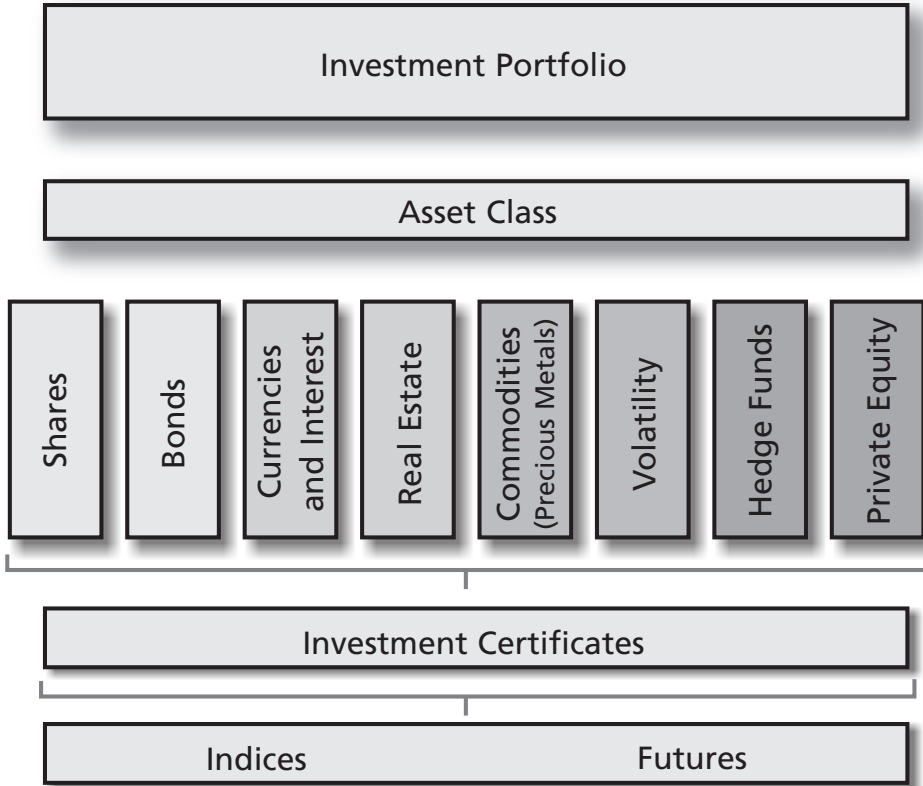 Investment Portfolio
Asset Class
Shares
Bonds
Currencies
and Interest
Real Estate
Commodities
(Precious Metals)
Volatility
Hedge Funds
Private Equity
Investment Certificates
Indices
Futures